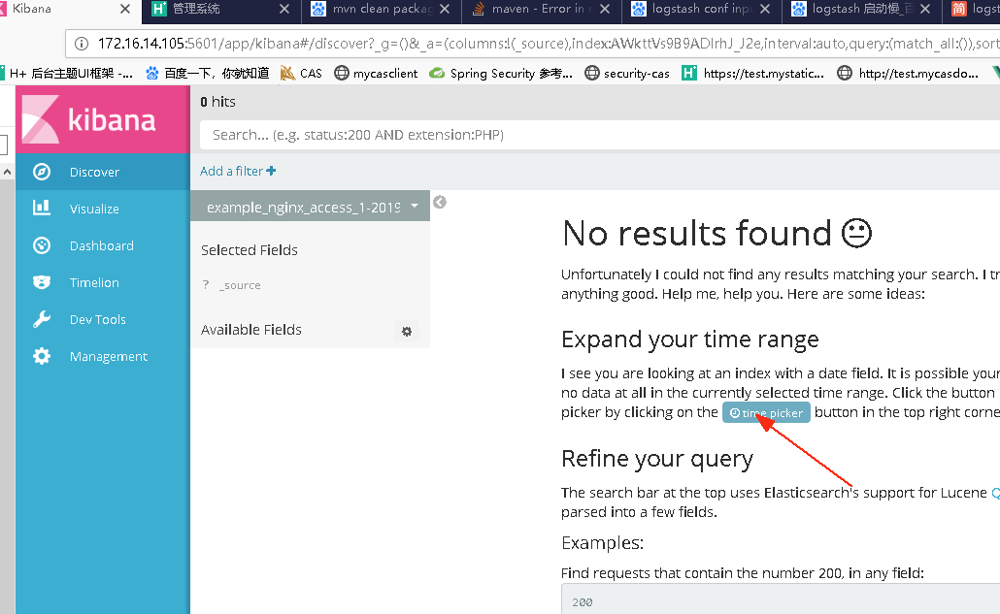 Kibana
管理系统
mvn clean packag
maven - Error in r
logstash conf inpu
logstash 启动慢_百
logst
172.16.14.105:5601/app/kibana#/discover?_g=()&_a=(columns:!(_source),index:AWkttVs9B9ADlrhJ_J2e,interval:auto,query:(match_all:()),sort
H+ 后台主题UI框架 -...
百度一下，你就知道
CAS
mycasclient
Spring Security 参考...
security-cas
https://test.mystatic...
http://test.mycasdo...
kibana
0 hits
Search... (e.g. status:200 AND extension:PHP)
Discover
Add a filter
Visualize
example_nginx_access_1-2019
Dashboard
Timelion
Dev Tools
Management
Selected Fields
? _source
Available Fields
No results found
Unfortunately I could not find any results matching your search. I tr
anything good. Help me, help you. Here are some ideas:
Expand your time range
I see you are looking at an index with a date field. It is possible your
no data at all in the currently selected time range. Click the button
picker by clicking on the time picker button in the top right corne
Refine your query
The search bar at the top uses Elasticsearch's support for Lucene Q
parsed into a few fields.
Examples:
Find requests that contain the number 200, in any field:
200